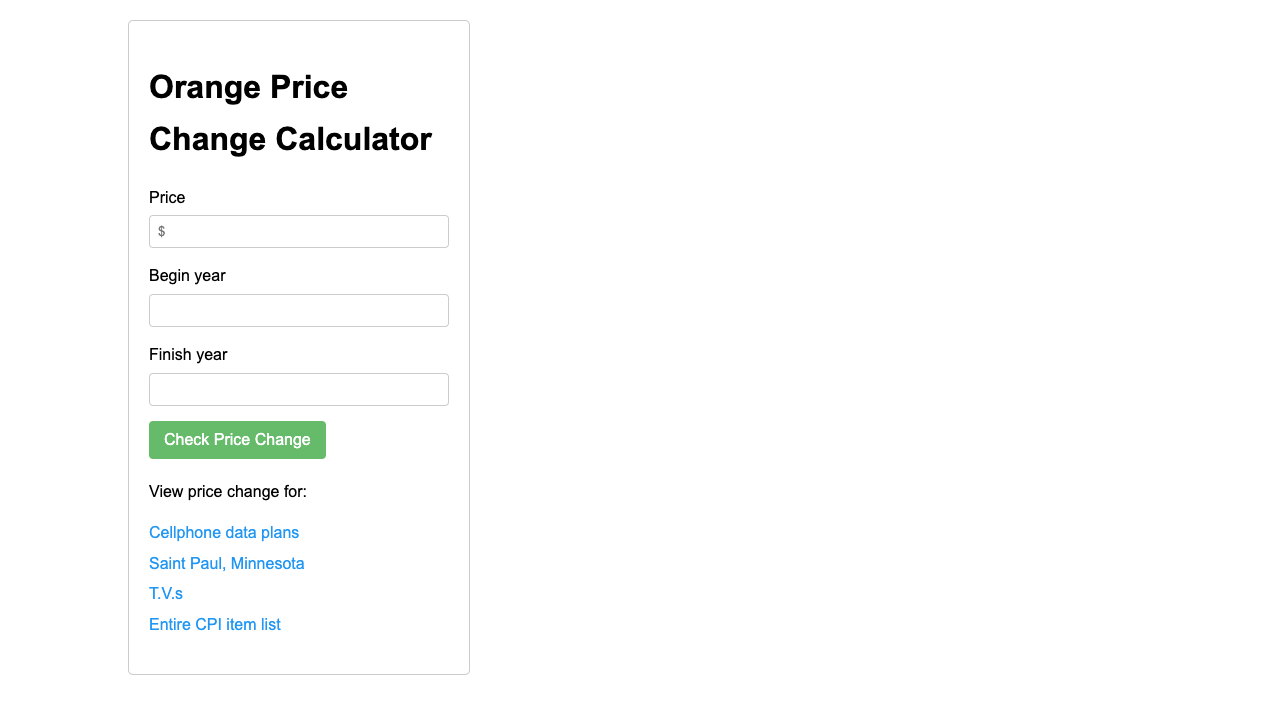 Orange Price
Change Calculator
Price
$
Begin year
Finish year
Check Price Change
View price change for:
Cellphone data plans
Saint Paul, Minnesota
T.V.s
Entire CPI item list